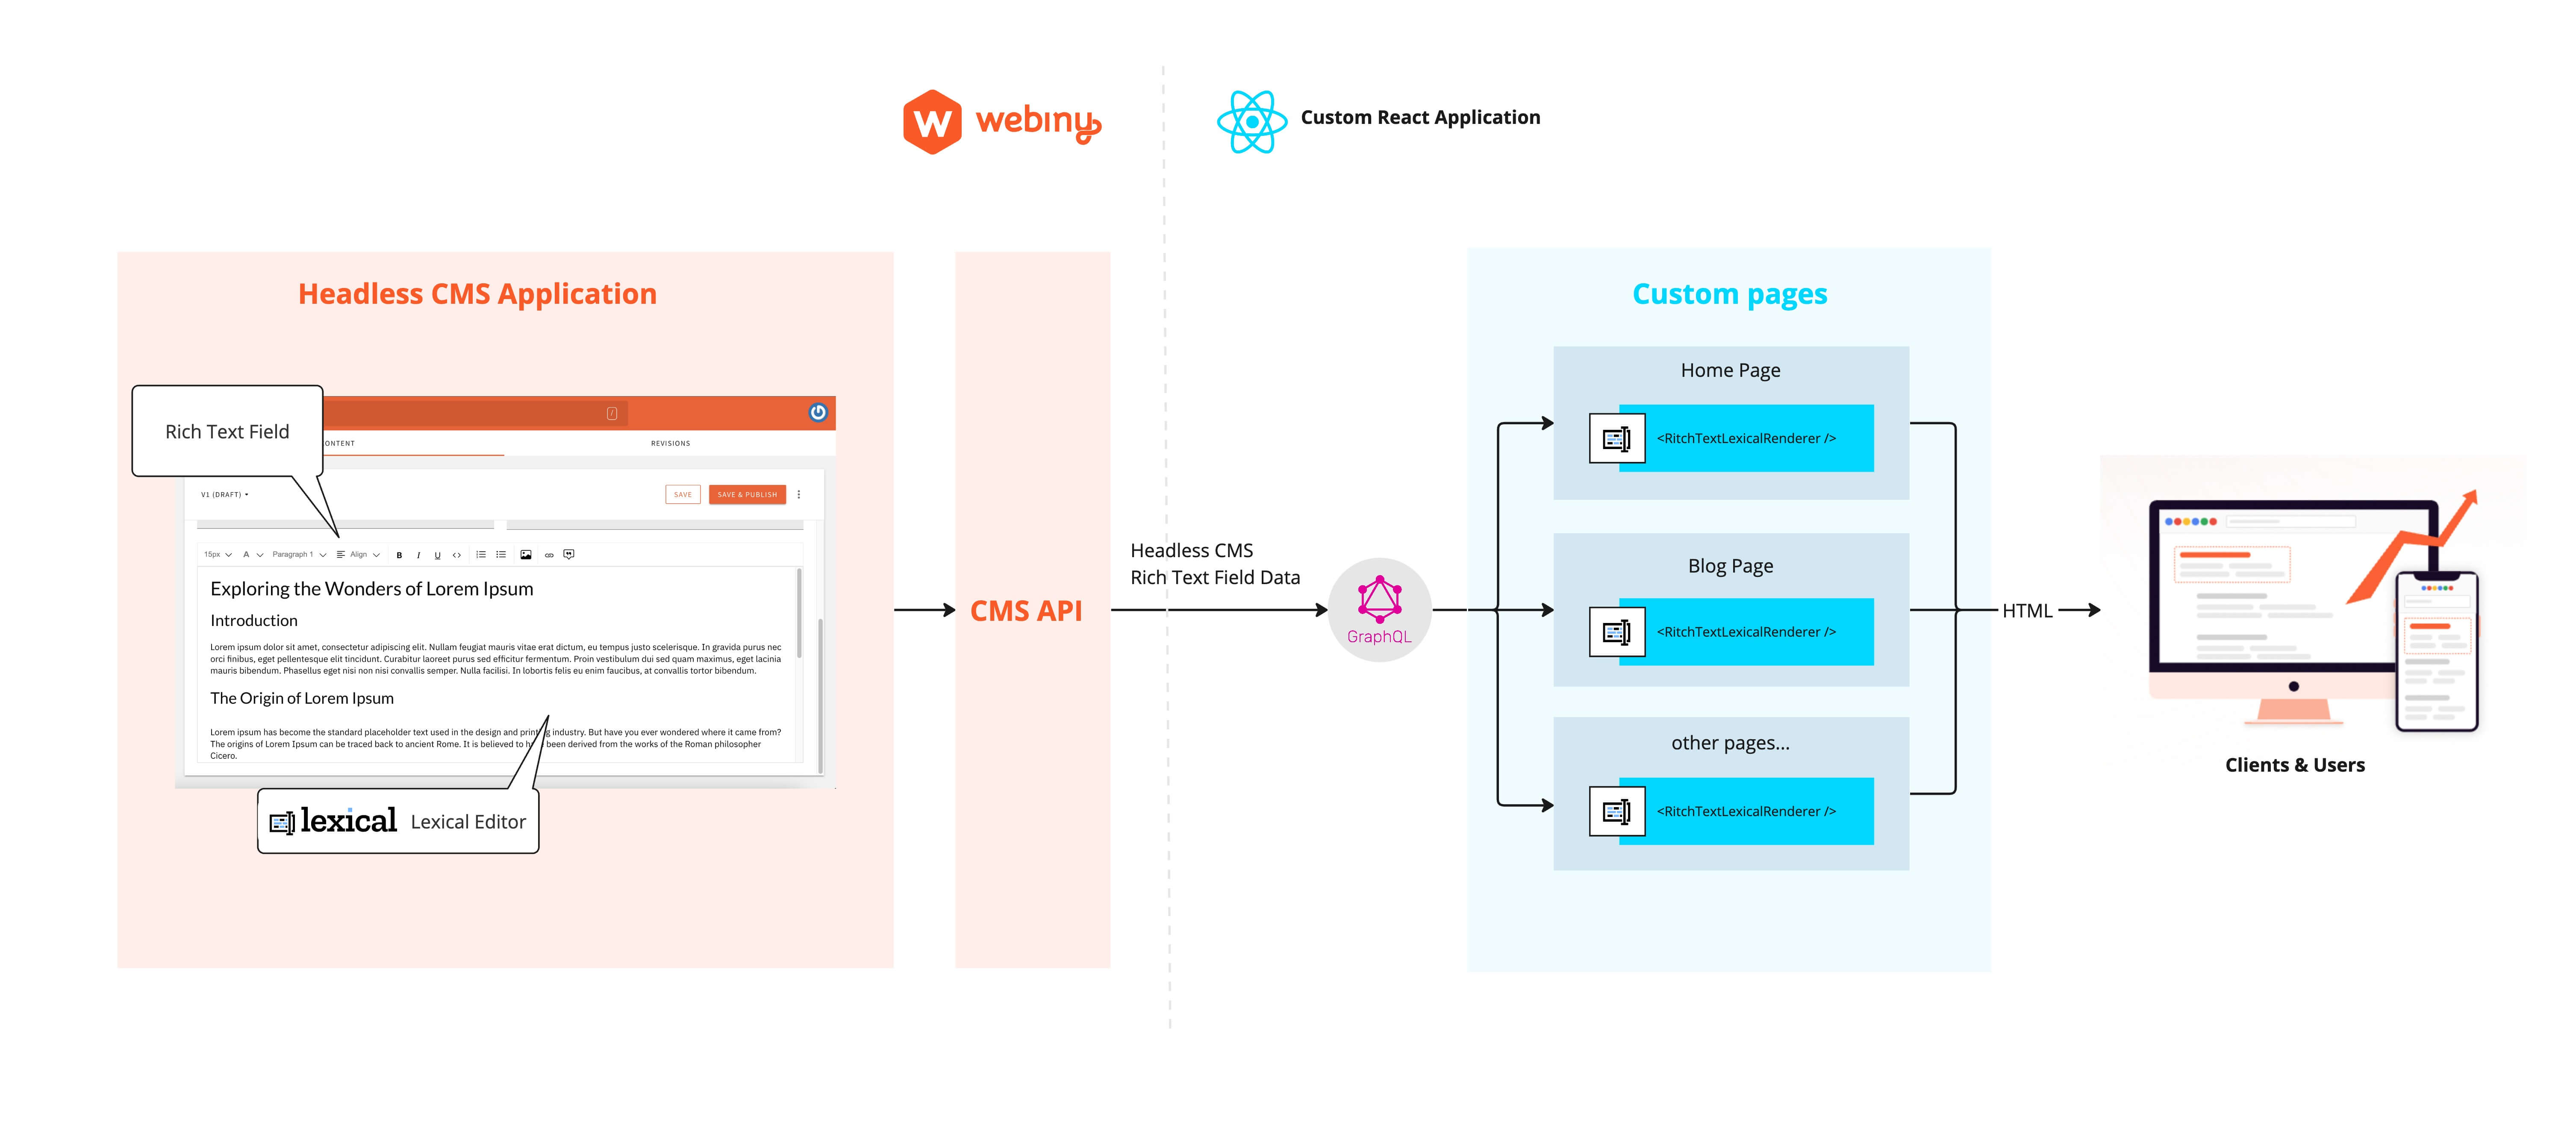 webiny
Custom React Application
Headless CMS Application
Rich Text Field
/
ONTENT
REVISIONS
V1 (DRAFT)
SAVE
SAVE & PUBLISH
15px
A
Paragraph 1
Align
B
I
U
<>
Exploring the Wonders of Lorem Ipsum
Introduction
Lorem ipsum dolor sit amet, consectetur adipiscing elit. Nullam feugiat mauris vitae erat dictum, eu tempus justo scelerisque. In gravida purus nec
orci finibus, eget pellentesque elit tincidunt. Curabitur laoreet purus sed efficitur fermentum. Proin vestibulum dui sed quam maximus, eget lacinia
mauris bibendum. Phasellus eget nisi non nisi convallis semper. Nulla facilisi. In lobortis felis eu enim faucibus, at convallis tortor bibendum.
The Origin of Lorem Ipsum
Lorem ipsum has become the standard placeholder text used in the design and printing industry. But have you ever wondered where it came from?
The origins of Lorem Ipsum can be traced back to ancient Rome. It is believed to have been derived from the works of the Roman philosopher
Cicero.
lexical Lexical Editor
CMS API
Headless CMS
Rich Text Field Data
GraphQL
Custom pages
Home Page
<RitchTextLexicalRenderer />
Blog Page
<RitchTextLexicalRenderer />
other pages...
<RitchTextLexicalRenderer />
HTML
Clients & Users